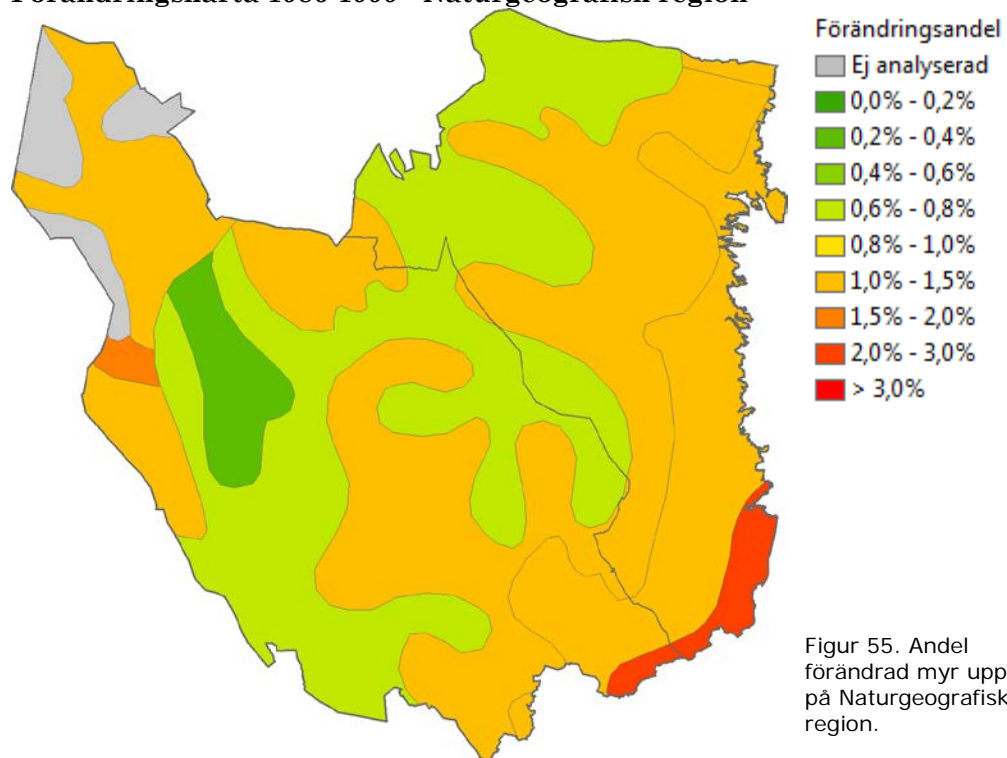 Förändringsandel
Ej analyserad
0,0% - 0,2%
0,2% - 0,4%
0,4% - 0,6%
0,6% - 0,8%
0,8% - 1,0%
1,0% - 1,5%
1,5% - 2,0%
2,0% - 3,0%
> 3,0%
Figur 55. Andel
förändrad myr upp
på Naturgeografisk
region.